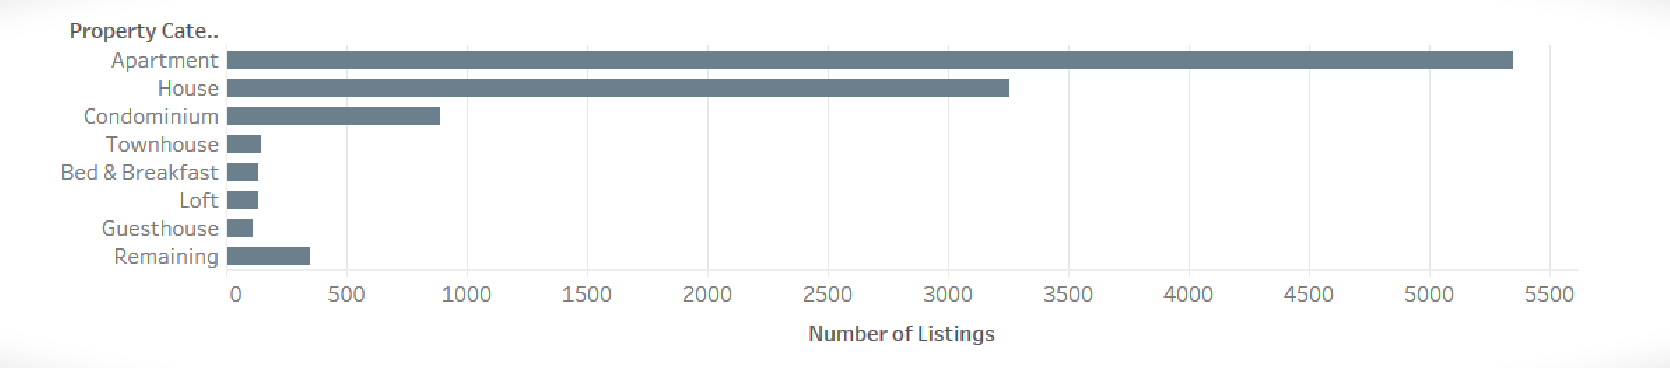 Property Cate..
Apartment
House
Condominium
Townhouse
Bed & Breakfast
Loft
Guesthouse
Remaining
0 500 1000 1500 2000 2500 3000 3500 4000 4500 5000 5500
Number of Listings